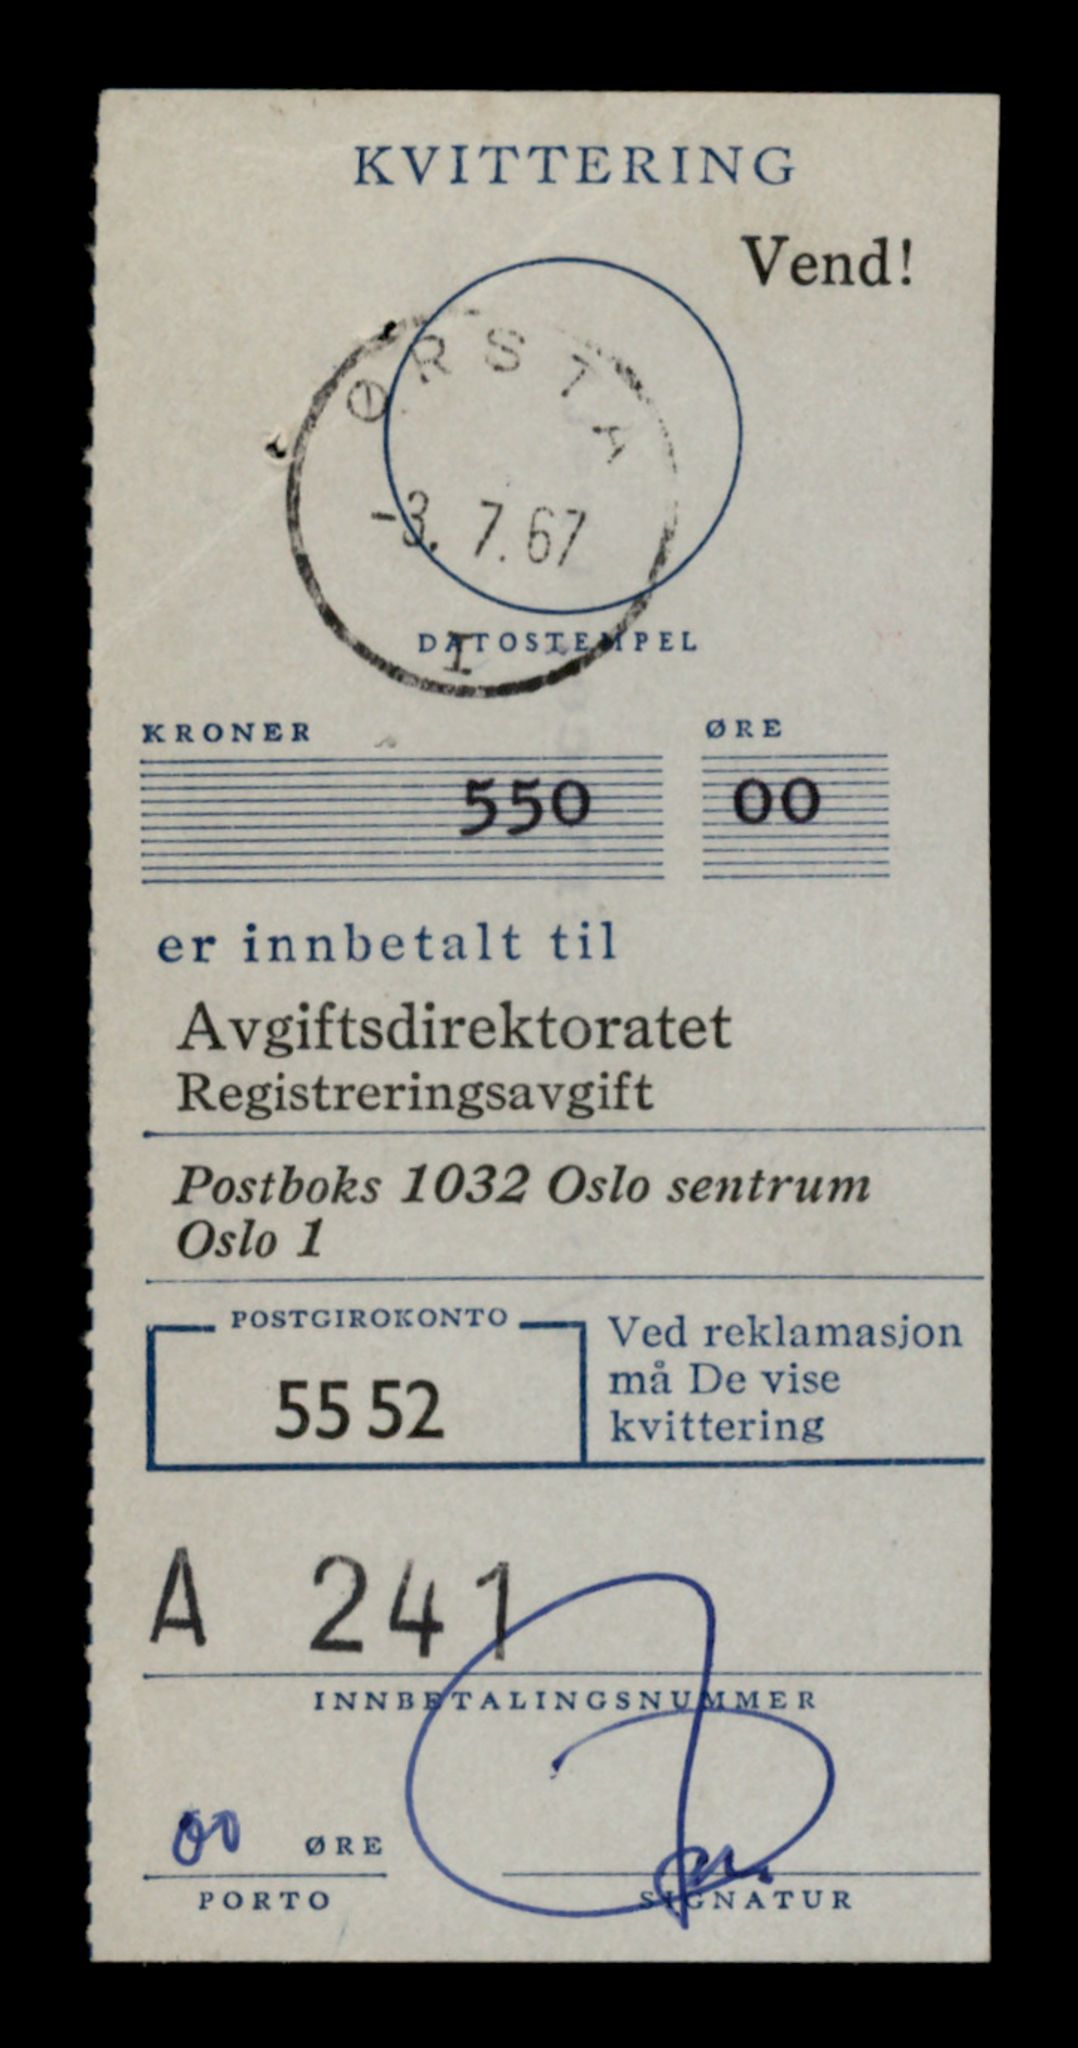 KVITTERING
Vend!
ØRSTA
-3. 7. 67
I
DATOSTEMPEL
KRONER ØRE
550 00
er innbetalt til
Avgiftsdirektoratet
Registreringsavgift
Postboks 1032 Oslo sentrum
Oslo 1
POSTGIROKONTO
55 52
Ved reklamasjon
må De vise
kvittering
A 241
INNBETALINGSNUMMER
00 ØRE
PORTO
SIGNATUR